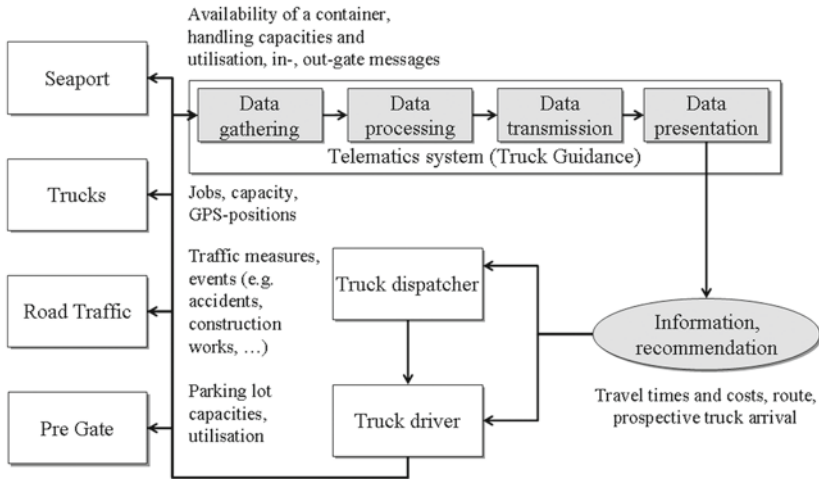 Availability of a container,
handling capacities and
utilisation, in-, out-gate messages
Seaport
Data
gathering
Data
processing
Data
transmission
Data
presentation
Telematics system (Truck Guidance)
Trucks
Jobs, capacity,
GPS-positions
Road Traffic
Traffic measures,
events (e.g.
accidents,
construction
works, …)
Truck dispatcher
Information,
recommendation
Travel times and costs, route,
prospective truck arrival
Pre Gate
Parking lot
capacities,
utilisation
Truck driver